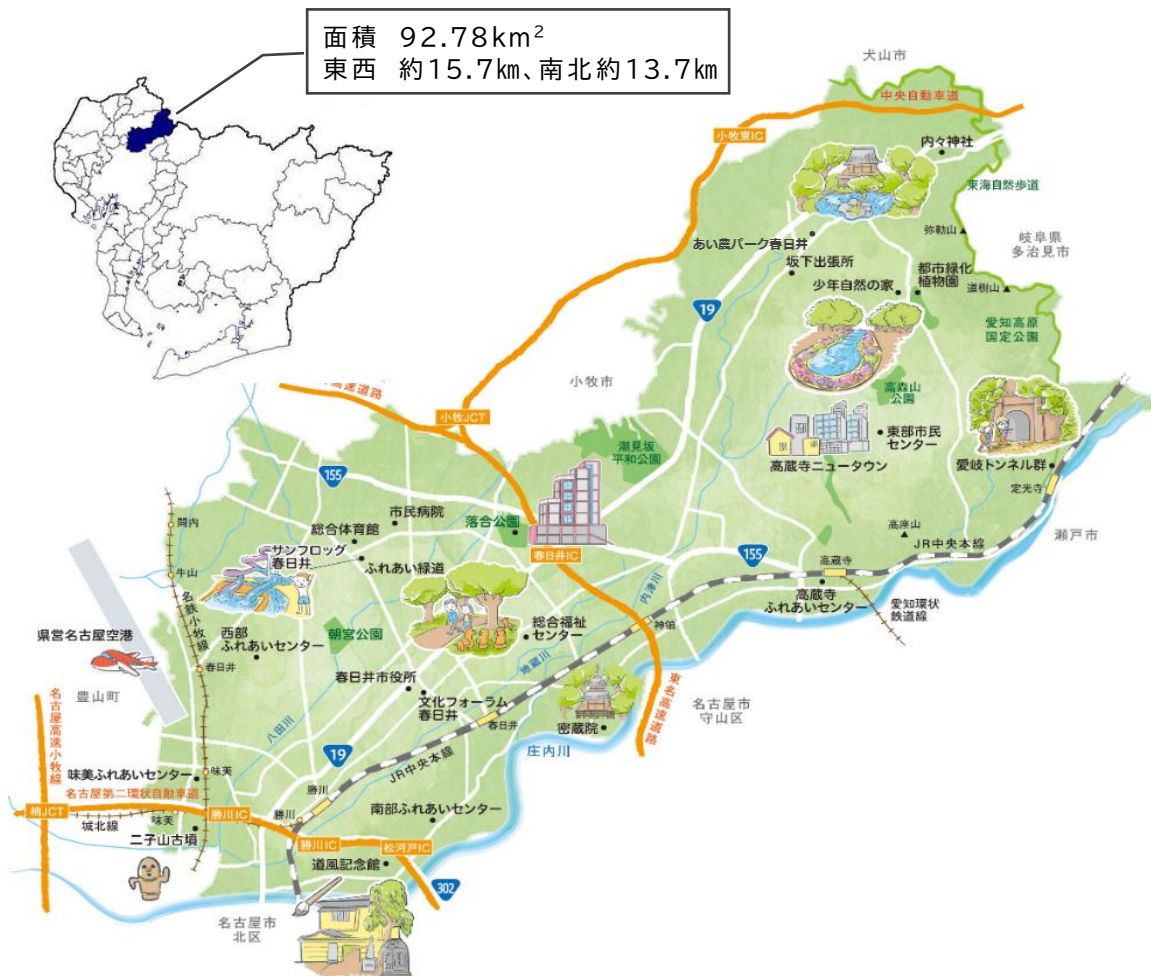 面積 92.78km²
東西 約15.7km、南北約13.7km
犬山市
中央自動車道
小牧東IC
内々神社
東海自然歩道
弥勒山
岐阜県
多治見市
あい農パーク春日井
坂下出張所
都市緑化
植物園
少年自然の家
道樹山
19
愛知高原
国定公園
小牧市
高速道路
小牧JCT
高森山
公園
潮見坂
平和公園
東部市民
センター
高蔵寺ニュータウン
愛岐トンネル群
定光寺
155
市民病院
落合公園
間内
総合体育館
高座山
JR中央本線
瀬戸市
サンフロッグ
春日井
春日井IC
155
ふれあい緑道
高蔵寺
牛山
内津川
高蔵寺
ふれあいセンター
愛知環状
鉄道線
名鉄小牧線
県営名古屋空港
西部
ふれあいセンター
朝宮公園
総合福祉
センター
神領
春日井
地蔵川
豊山町
春日井市役所
文化フォーラム
春日井
春日井
密蔵院
東名高速道路
名古屋市
守山区
名古屋高速小牧線
八田川
19
庄内川
JR中央本線
味美ふれあいセンター
味美
名古屋第二環状自動車道
勝川
南部ふれあいセンター
楠JCT
城北線
味美
勝川IC
勝川
二子山古墳
勝川IC
松河戸IC
道風記念館
302
名古屋市
北区